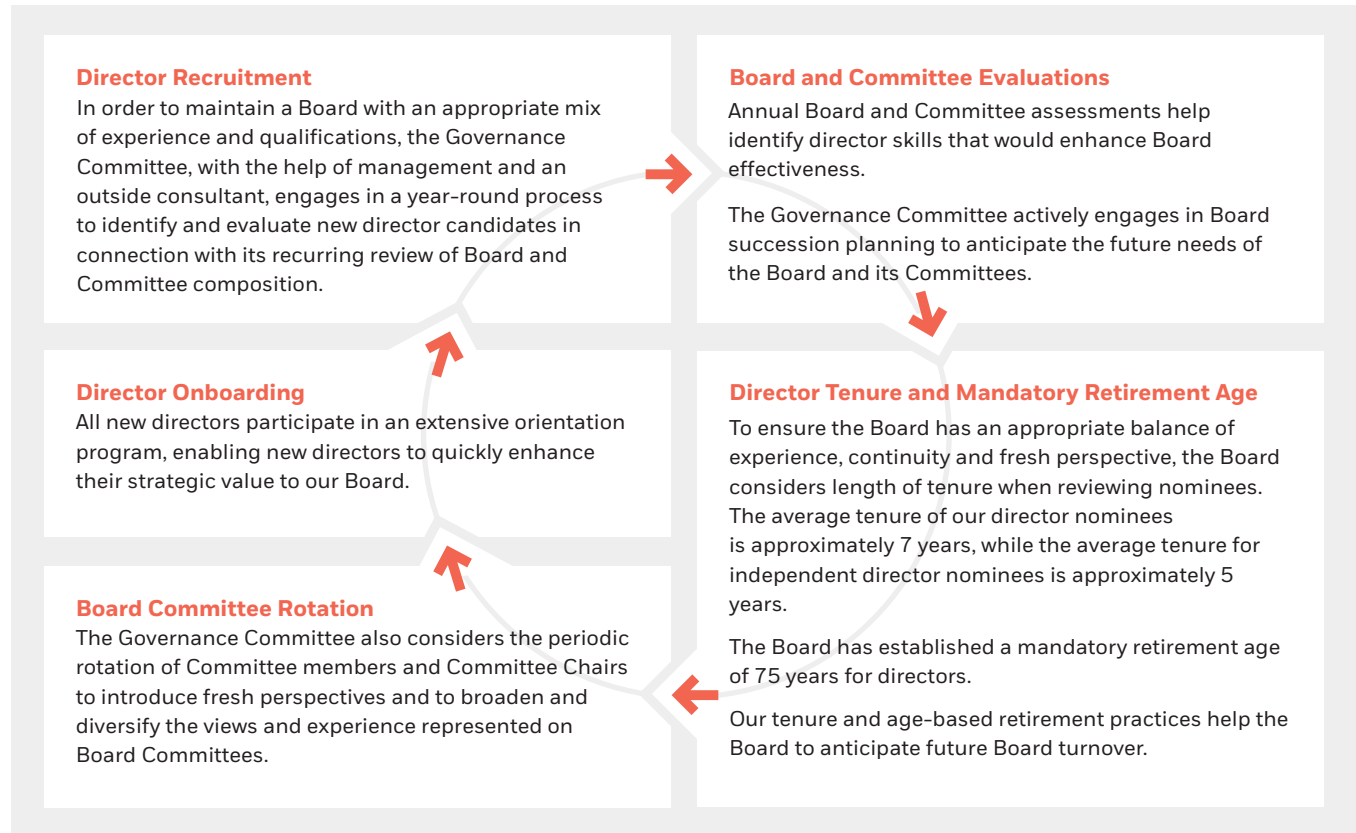 Director Recruitment
In order to maintain a Board with an appropriate mix
of experience and qualifications, the Governance
Committee, with the help of management and an
outside consultant, engages in a year-round process
to identify and evaluate new director candidates in
connection with its recurring review of Board and
Committee composition.
Board and Committee Evaluations
Annual Board and Committee assessments help
identify director skills that would enhance Board
effectiveness.
The Governance Committee actively engages in Board
succession planning to anticipate the future needs of
the Board and its Committees.
Director Onboarding
All new directors participate in an extensive orientation
program, enabling new directors to quickly enhance
their strategic value to our Board.
Director Tenure and Mandatory Retirement Age
To ensure the Board has an appropriate balance of
experience, continuity and fresh perspective, the Board
considers length of tenure when reviewing nominees.
The average tenure of our director nominees
is approximately 7 years, while the average tenure for
independent director nominees is approximately 5
years.
The Board has established a mandatory retirement age
of 75 years for directors.
Our tenure and age-based retirement practices help the
Board to anticipate future Board turnover.
Board Committee Rotation
The Governance Committee also considers the periodic
rotation of Committee members and Committee Chairs
to introduce fresh perspectives and to broaden and
diversify the views and experience represented on
Board Committees.